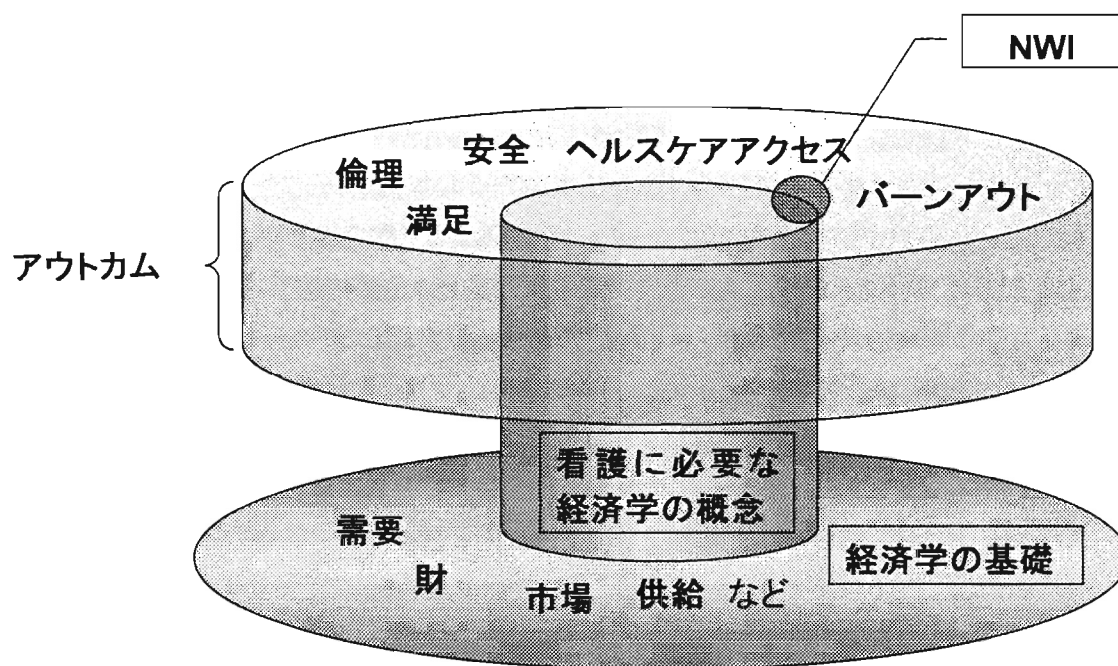 NWI
安全 ヘルスケアアクセス
倫理
バーンアウト
満足
アウトカム
看護に必要な
経済学の概念
需要
経済学の基礎
財
市場 供給 など